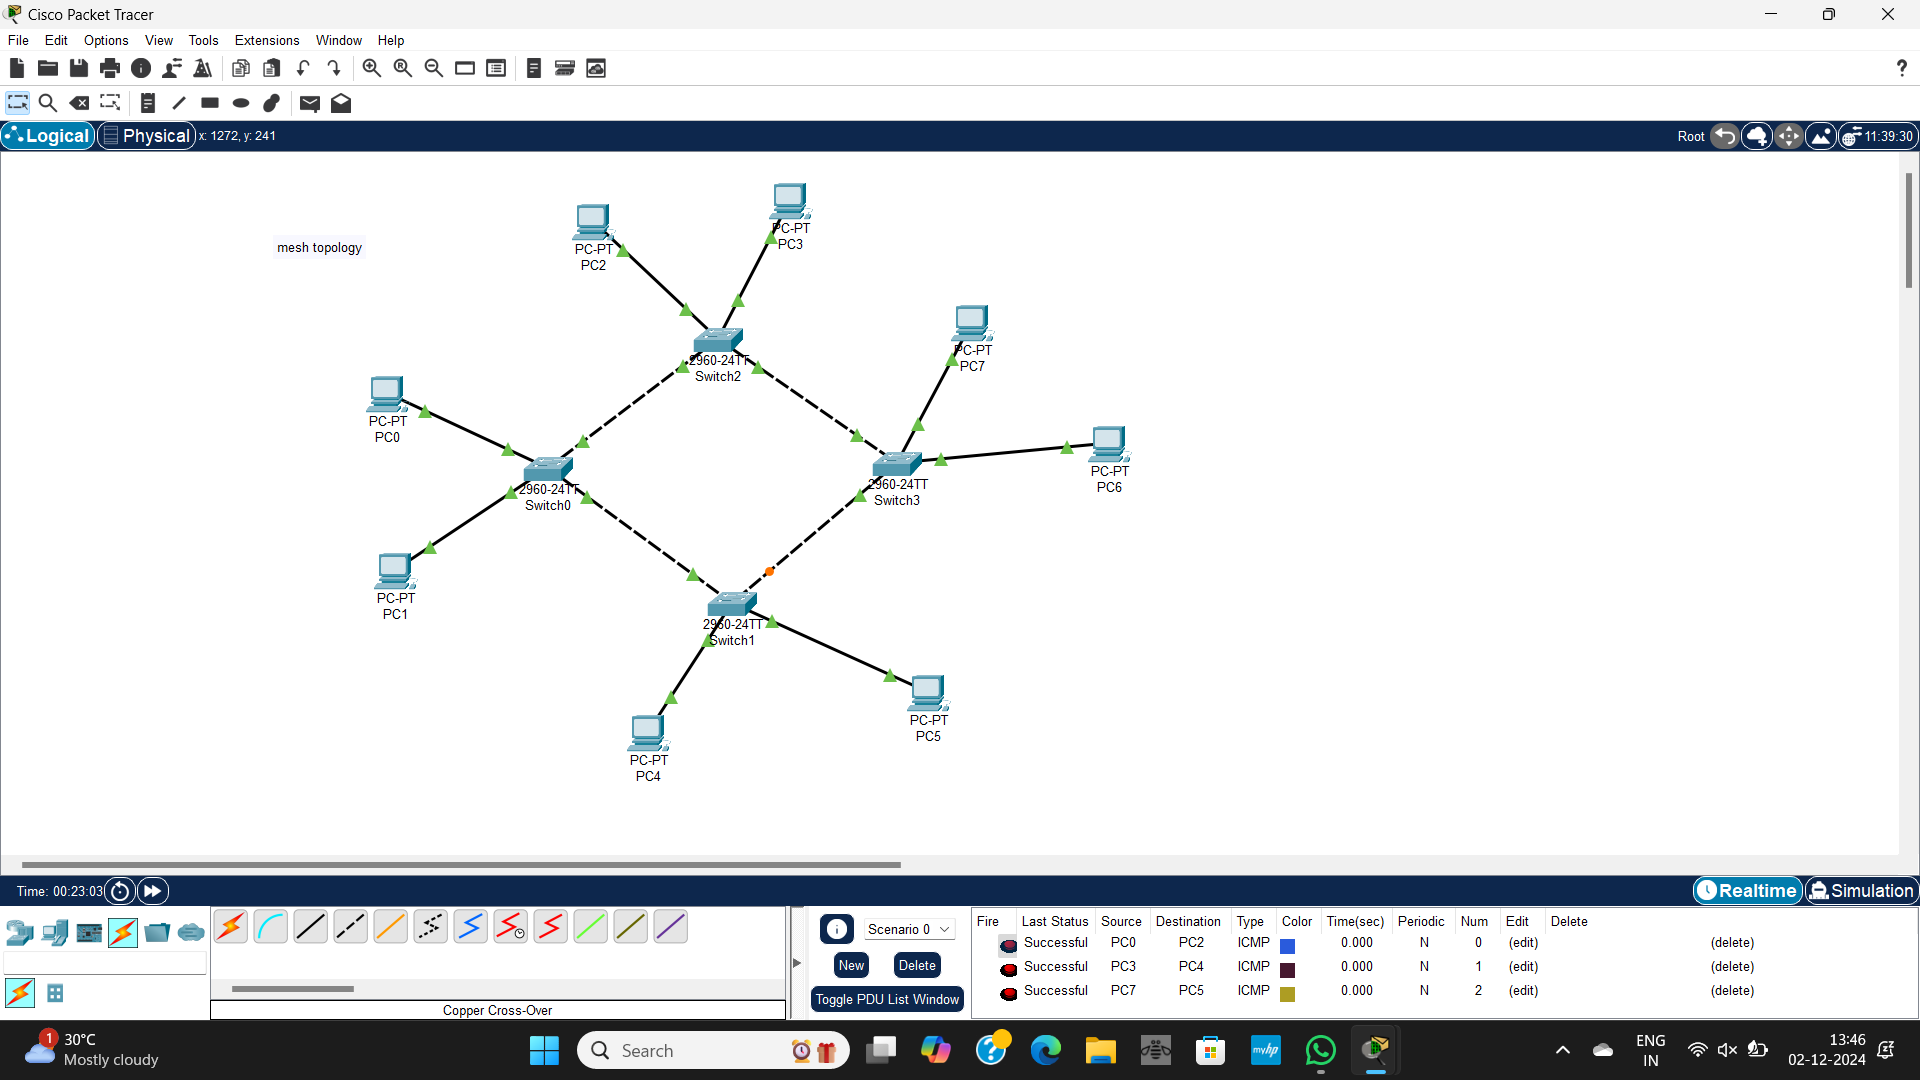 Cisco Packet Tracer
File Edit Options View Tools Extensions Window Help
?
Logical Physical x: 1272, y: 241 Root 11:39:30
mesh topology
PC-PT
PC2
PC-PT
PC3
2960-24TT
Switch2
PC-PT
PC7
PC-PT
PC0
2960-24TT
Switch0
2960-24TT
Switch3
PC-PT
PC6
PC-PT
PC1
2960-24TT
Switch1
PC-PT
PC5
PC-PT
PC4
Time: 00:23:03 Realtime Simulation
Scenario 0
New Delete
Toggle PDU List Window
Copper Cross-Over
Fire Last Status Source Destination Type Color Time(sec) Periodic Num Edit Delete
Successful PC0 PC2 ICMP 0.000 N 0 (edit) (delete)
Successful PC3 PC4 ICMP 0.000 N 1 (edit) (delete)
Successful PC7 PC5 ICMP 0.000 N 2 (edit) (delete)
1
30°C
Mostly cloudy
Search
myhp
ENG
IN
13:46
02-12-2024